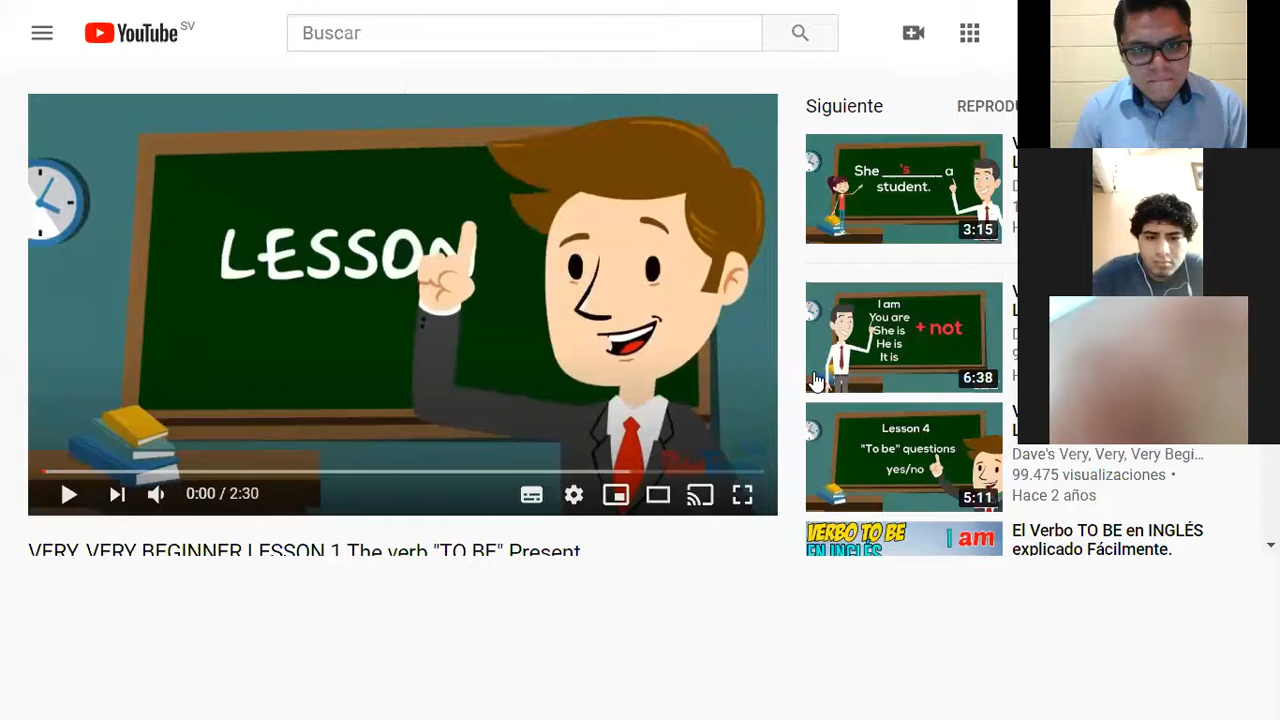 YouTube SV
Buscar
LESSON
0:00 / 2:30
VERY, VERY BEGINNER LESSON 1 The verb "TO BE" Present
Siguiente
REPRODU
She 's a
student.
3:15
I am
You are
She is
He is
It is
+ not
6:38
Lesson 4
"To be" questions
yes/no
5:11
Dave's Very, Very, Very Begi...
99.475 visualizaciones •
Hace 2 años
VERBO TO BE
EN INGLÉS
I am
El Verbo TO BE en INGLÉS
explicado Fácilmente.